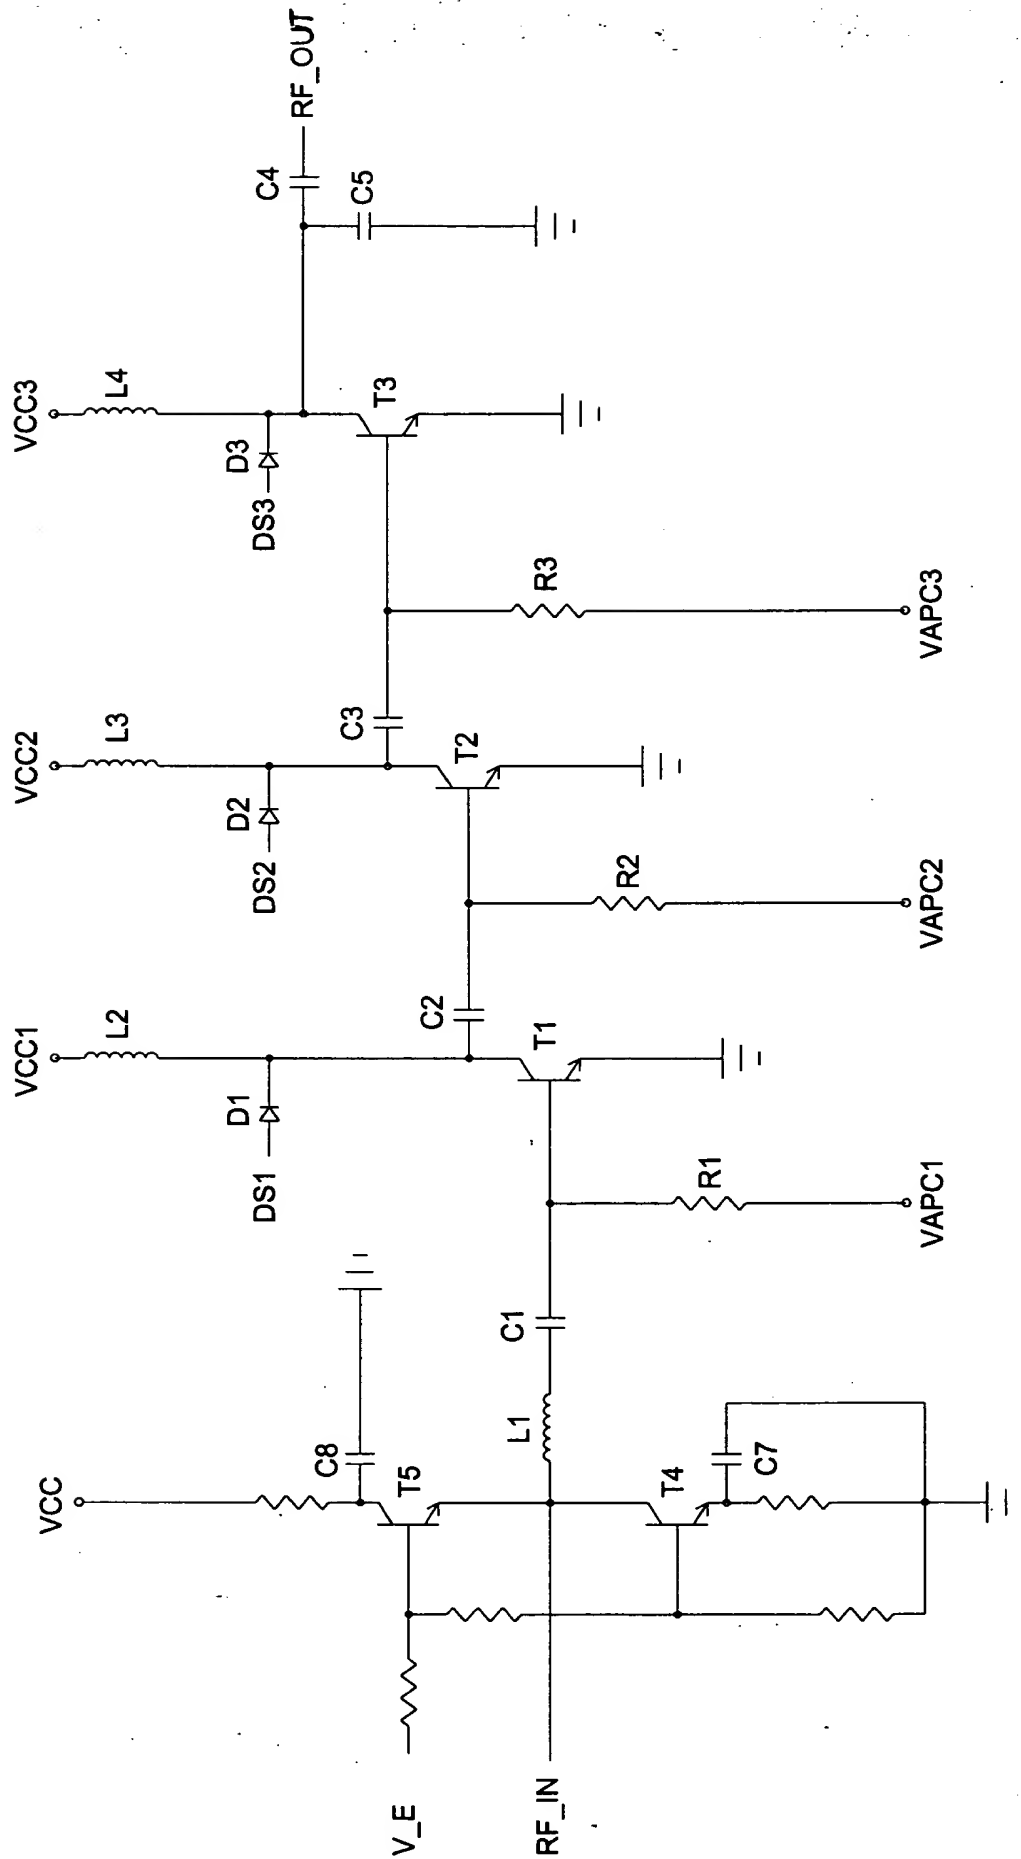 VCC
VCC1
VCC2
VCC3
L2
L3
L4
D1
DS1
D2
DS2
D3
DS3
C4
RF_OUT
C5
C8
T5
C2
C3
T3
T2
T1
V_E
RF_IN
L1
C1
T4
C7
R1
R2
R3
VAPC1
VAPC2
VAPC3